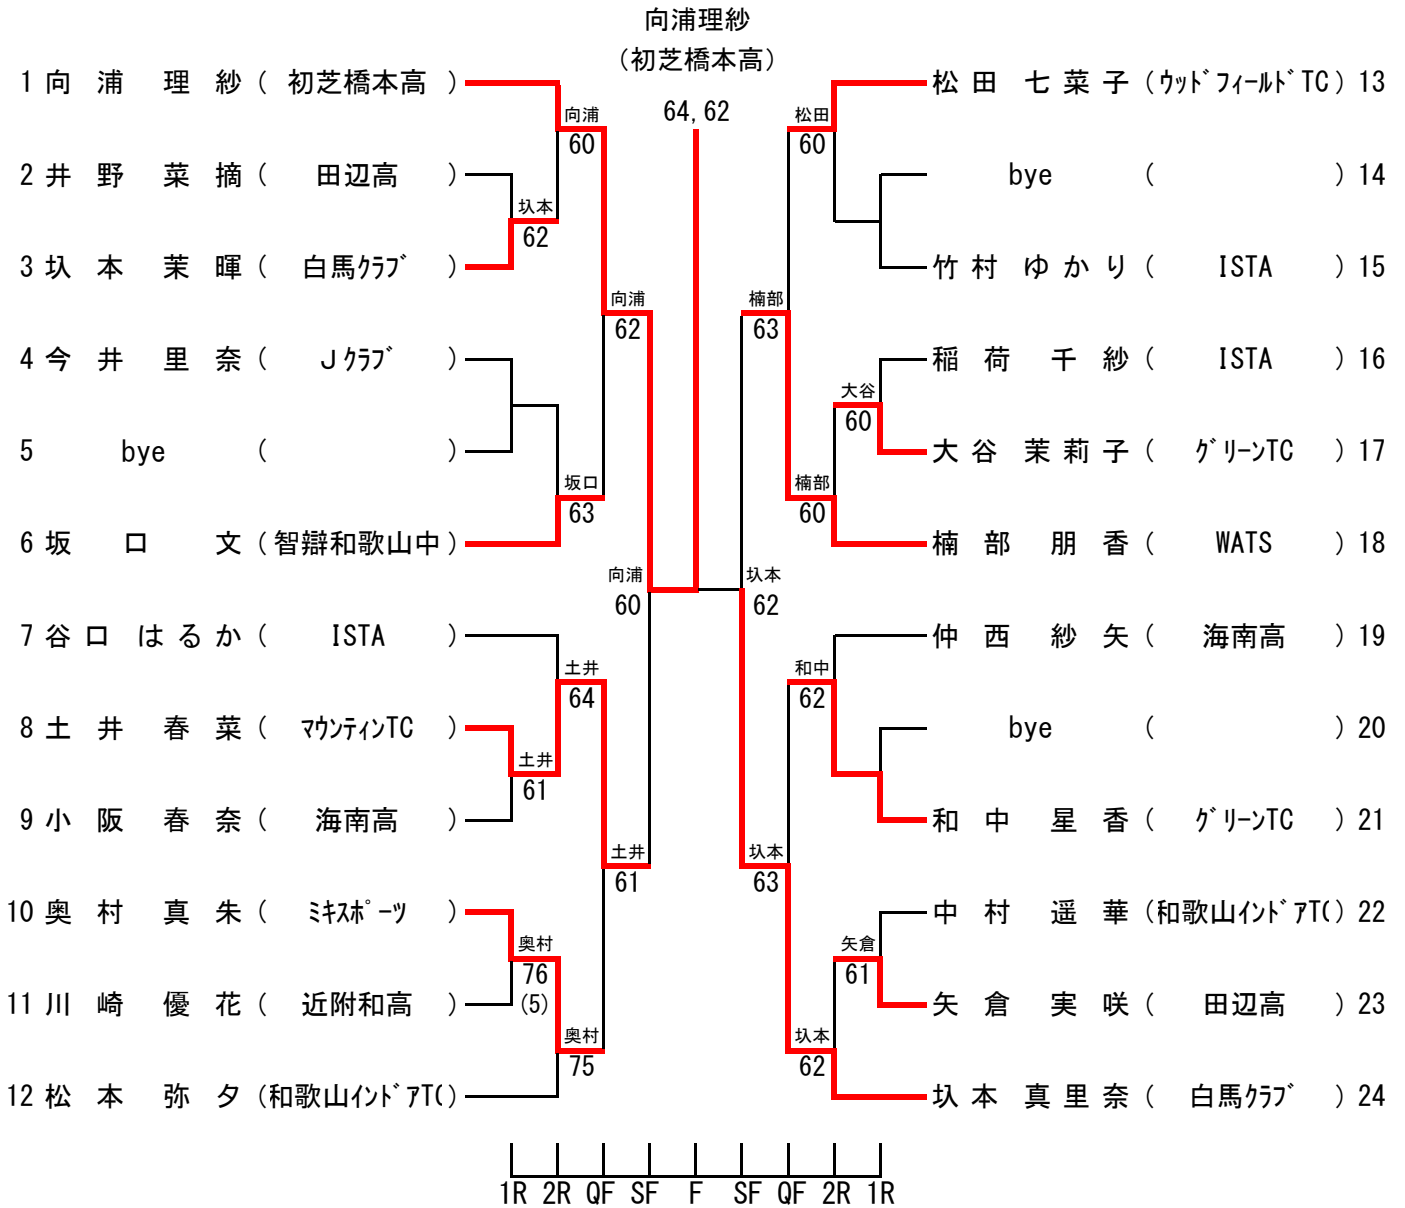 向浦理紗
(初芝橋本高)
64,62
1 向 浦 理 紗 ( 初芝橋本高 )
2 井 野 菜 摘 ( 田辺高 )
3 圦 本 茉 暉 ( 白馬ｸﾗﾌﾞ )
4 今 井 里 奈 ( Ｊｸﾗﾌﾞ )
5 bye ( )
6 坂 口 文 ( 智辯和歌山中 )
7 谷 口 はるか ( ISTA )
8 土 井 春 菜 ( ﾏｳﾝﾃｨﾝTC )
9 小 阪 春 奈 ( 海南高 )
10 奥 村 真 朱 ( ﾐｷｽﾎﾟｰﾂ )
11 川 崎 優 花 ( 近附和高 )
12 松 本 弥 夕 (和歌山ｲﾝﾄﾞｱTC)
圦本
62
土井
61
奥村
76
(5)
向浦
60
坂口
63
土井
64
奥村
75
向浦
62
土井
61
向浦
60
圦本
62
楠部
63
圦本
63
松田
60
楠部
60
和中
62
圦本
62
大谷
60
矢倉
61
松 田 七菜子 (ｳｯﾄﾞﾌｨｰﾙﾄﾞTC) 13
bye ( ) 14
竹 村 ゆかり ( ISTA ) 15
稲 荷 千 紗 ( ISTA ) 16
大 谷 茉莉子 ( ｸﾞﾘｰﾝTC ) 17
楠 部 朋 香 ( WATS ) 18
仲 西 紗 矢 ( 海南高 ) 19
bye ( ) 20
和 中 星 香 ( ｸﾞﾘｰﾝTC ) 21
中 村 遥 華 (和歌山ｲﾝﾄﾞｱTC) 22
矢 倉 実 咲 ( 田辺高 ) 23
圦 本 真里奈 ( 白馬ｸﾗﾌﾞ ) 24
1R 2R QF SF F SF QF 2R 1R